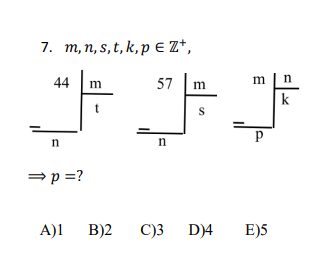 7. m, n, s, t, k, p ∈ Z⁺,
44 m 57 m m n
t s k
n n p
⟹ p =?
A)1 B)2 C)3 D)4 E)5